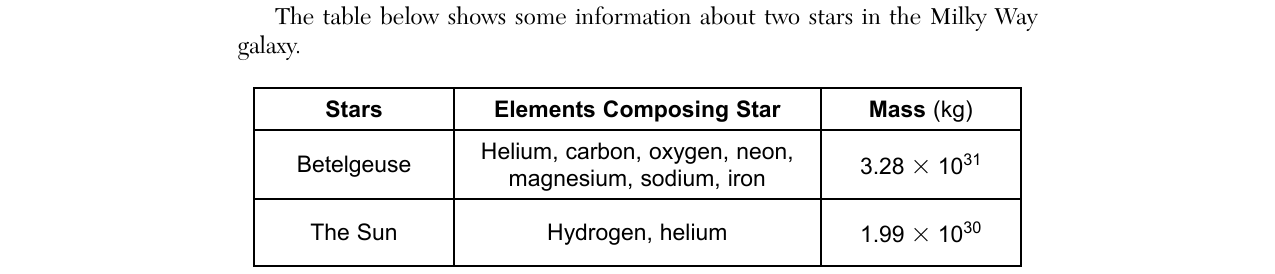 The table below shows some information about two stars in the Milky Way
galaxy.
Stars
Elements Composing Star
Mass (kg)
Betelgeuse
Helium, carbon, oxygen, neon,
magnesium, sodium, iron
3.28 × 10³¹
The Sun
Hydrogen, helium
1.99 × 10³⁰